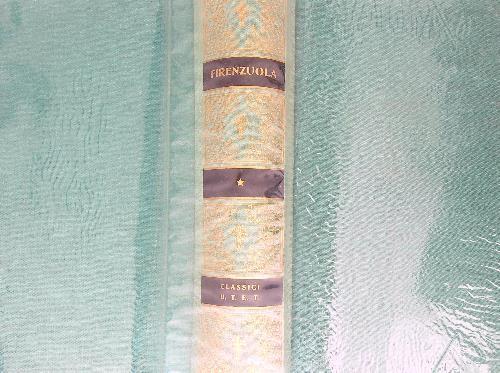 FIRENZUOLA
CLASSICI
U. T. E. T.